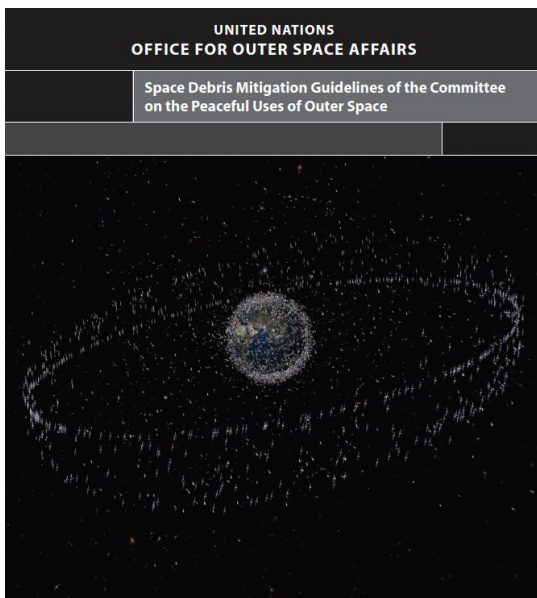 UNITED NATIONS
OFFICE FOR OUTER SPACE AFFAIRS
Space Debris Mitigation Guidelines of the Committee
on the Peaceful Uses of Outer Space